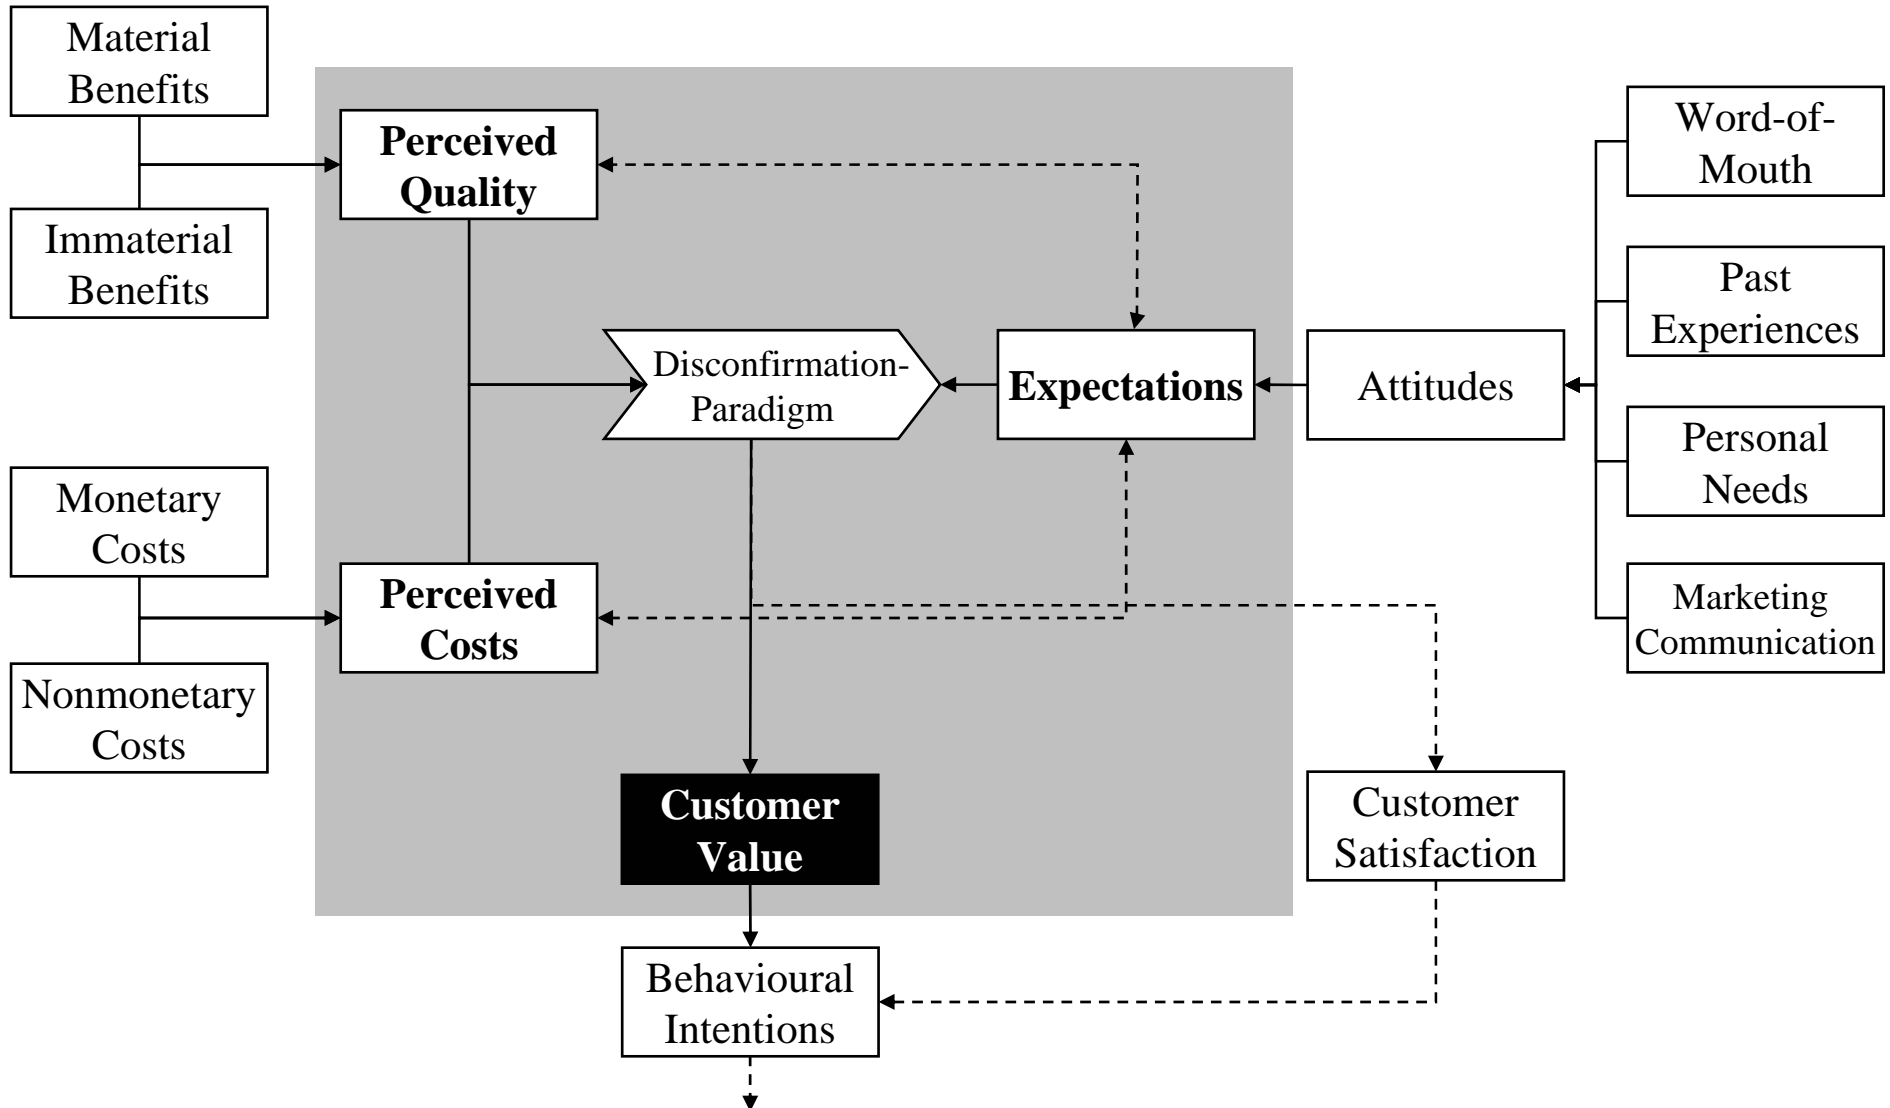 Material
Benefits
Immaterial
Benefits
Monetary
Costs
Nonmonetary
Costs
Perceived
Quality
Perceived
Costs
Disconfirmation-
Paradigm
Expectations
Attitudes
Word-of-
Mouth
Past
Experiences
Personal
Needs
Marketing
Communication
Customer
Value
Customer
Satisfaction
Behavioural
Intentions